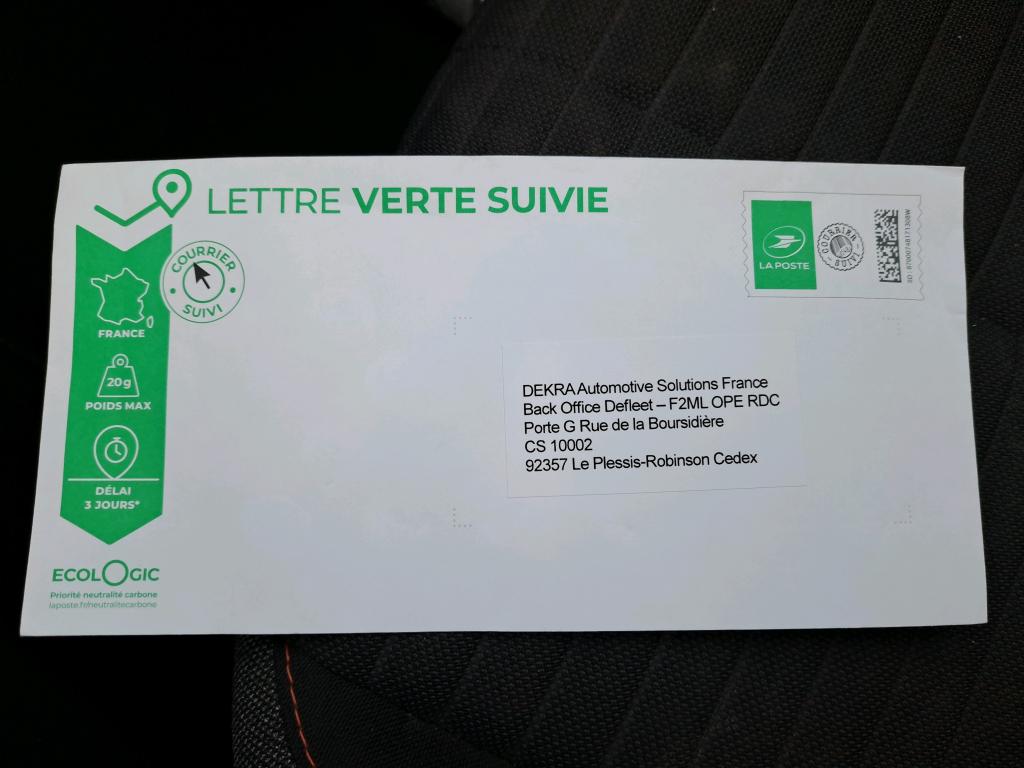 LETTRE VERTE SUIVIE
COURRIER
SUIVI
FRANCE
20g
POIDS MAX
DÉLAI
3 JOURS*
ECOLOGIC
Priorité neutralité carbone
laposte.fr/neutralitecarbone
LA POSTE
COURRIER
SUIVI
DEKRA Automotive Solutions France
Back Office Defleet – F2ML OPE RDC
Porte G Rue de la Boursidière
CS 10002
92357 Le Plessis-Robinson Cedex